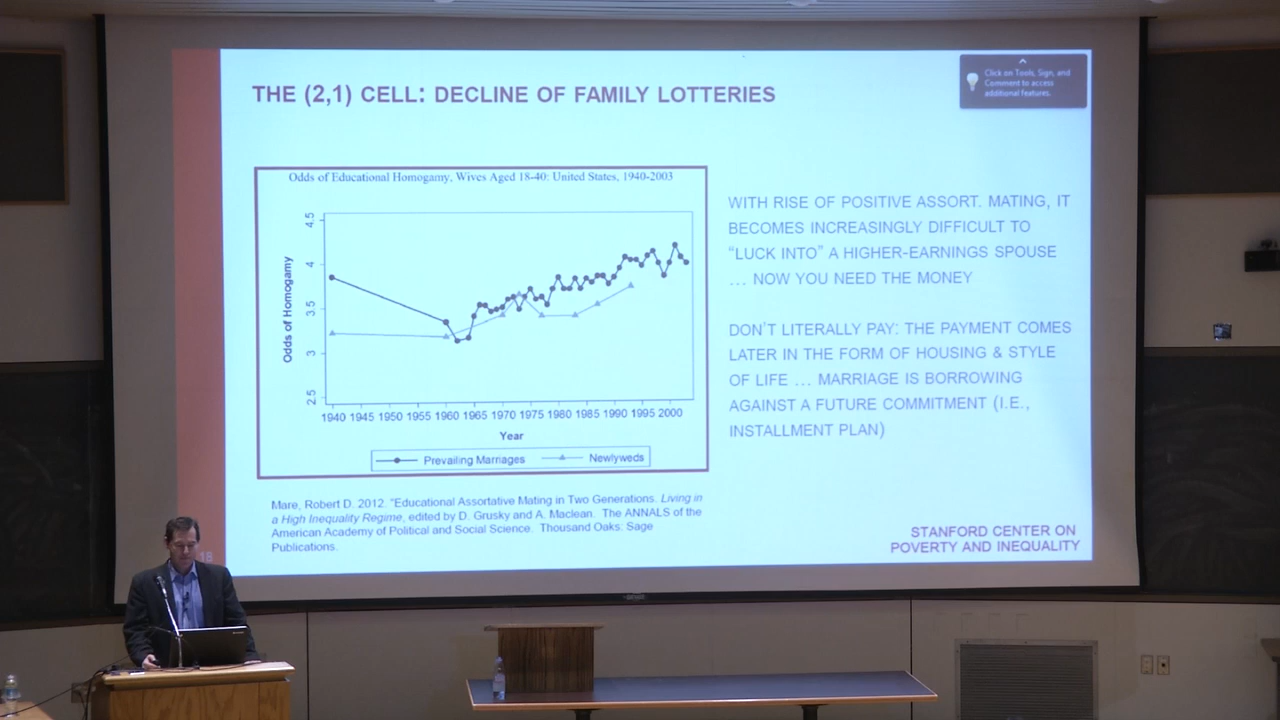 THE (2,1) CELL: DECLINE OF FAMILY LOTTERIES
Click on Tools, Sign, and
Comment to access
additional features.
Odds of Educational Homogamy, Wives Aged 18-40: United States, 1940-2003
4.5
4
3.5
3
2.5
Odds of Homogamy
1940 1945 1950 1955 1960 1965 1970 1975 1980 1985 1990 1995 2000
Year
Prevailing Marriages
Newlyweds
WITH RISE OF POSITIVE ASSORT. MATING, IT
BECOMES INCREASINGLY DIFFICULT TO
“LUCK INTO” A HIGHER-EARNINGS SPOUSE
… NOW YOU NEED THE MONEY
DON’T LITERALLY PAY: THE PAYMENT COMES
LATER IN THE FORM OF HOUSING & STYLE
OF LIFE … MARRIAGE IS BORROWING
AGAINST A FUTURE COMMITMENT (I.E.,
INSTALLMENT PLAN)
Mare, Robert D. 2012. "Educational Assortative Mating in Two Generations. Living in
a High Inequality Regime, edited by D. Grusky and A. Maclean. The ANNALS of the
American Academy of Political and Social Science. Thousand Oaks: Sage
Publications.
STANFORD CENTER ON
POVERTY AND INEQUALITY
18